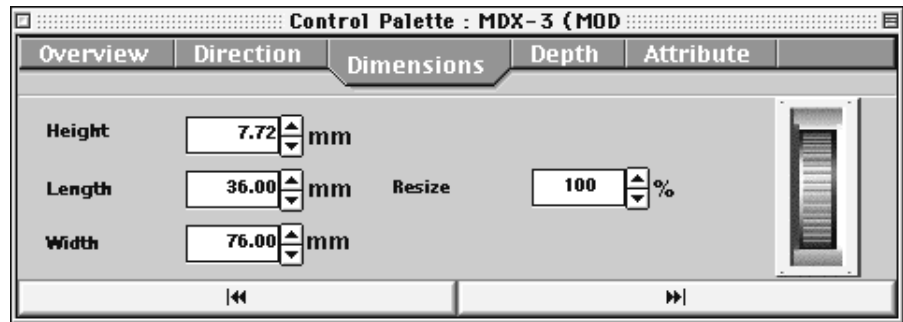 Control Palette : MDX-3 (MOD
Overview Direction Dimensions Depth Attribute
Height 7.72 mm
Length 36.00 mm Resize 100 %
Width 76.00 mm